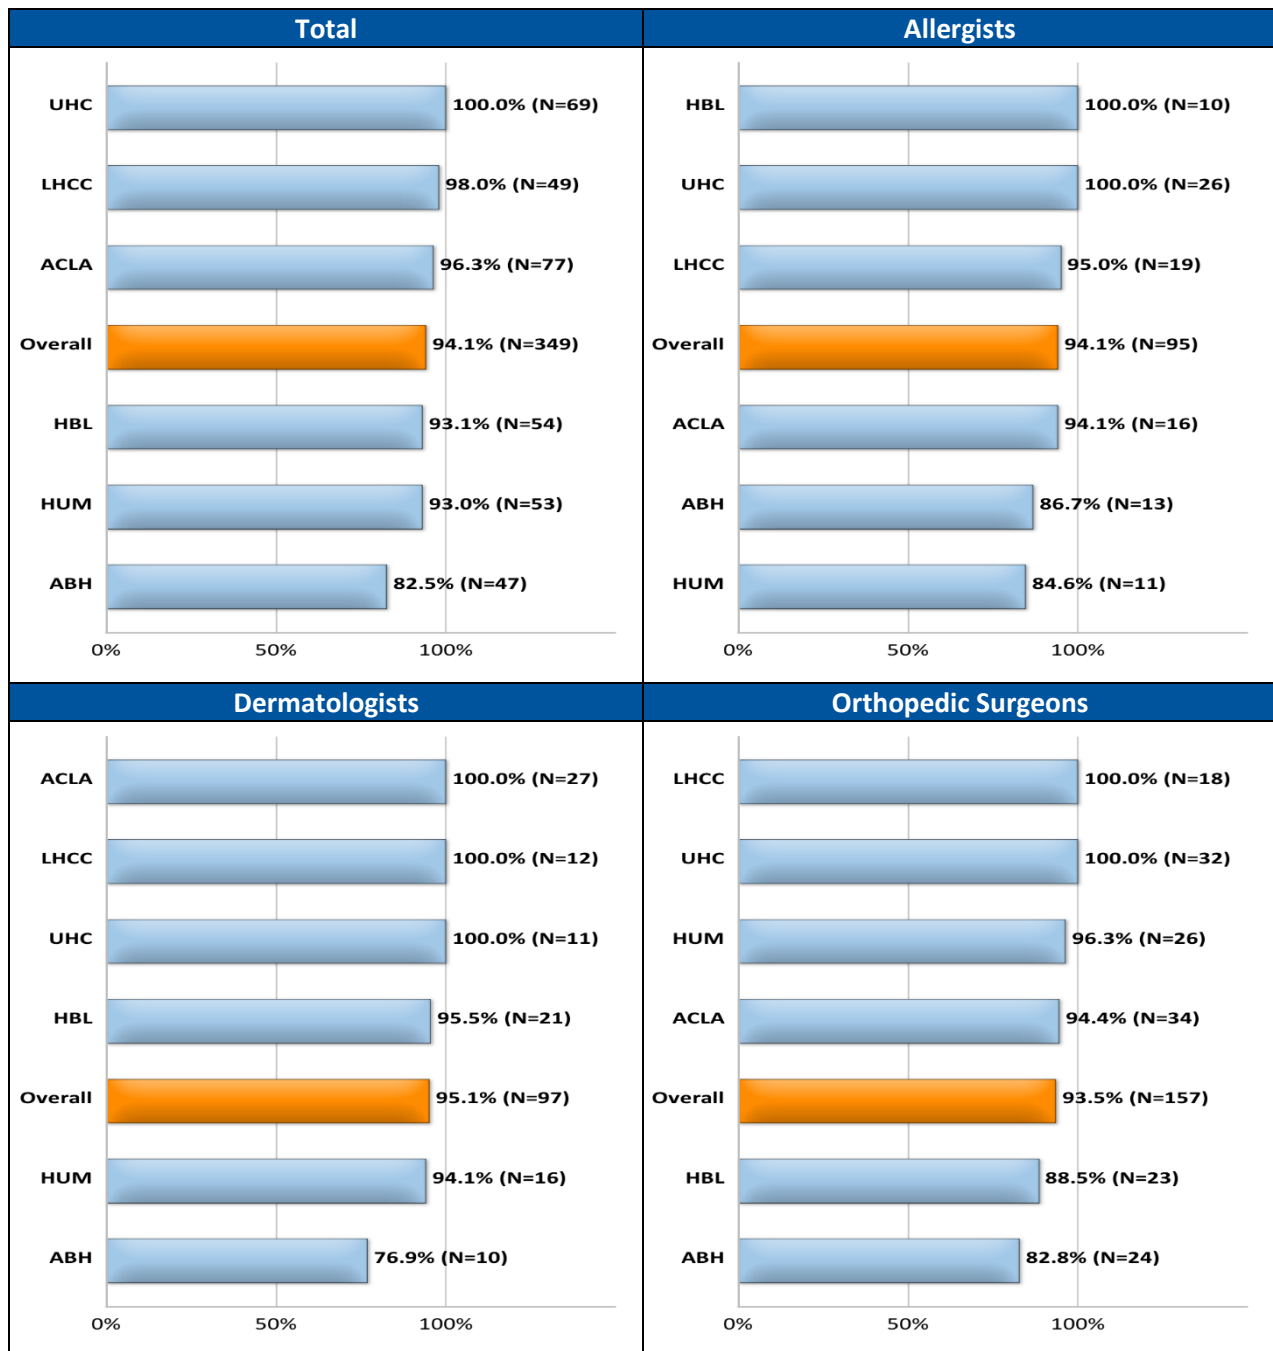 Total
UHC 100.0% (N=69)
LHCC 98.0% (N=49)
ACLA 96.3% (N=77)
Overall 94.1% (N=349)
HBL 93.1% (N=54)
HUM 93.0% (N=53)
ABH 82.5% (N=47)
0% 50% 100%
Allergists
HBL 100.0% (N=10)
UHC 100.0% (N=26)
LHCC 95.0% (N=19)
Overall 94.1% (N=95)
ACLA 94.1% (N=16)
ABH 86.7% (N=13)
HUM 84.6% (N=11)
0% 50% 100%
Dermatologists
ACLA 100.0% (N=27)
LHCC 100.0% (N=12)
UHC 100.0% (N=11)
HBL 95.5% (N=21)
Overall 95.1% (N=97)
HUM 94.1% (N=16)
ABH 76.9% (N=10)
0% 50% 100%
Orthopedic Surgeons
LHCC 100.0% (N=18)
UHC 100.0% (N=32)
HUM 96.3% (N=26)
ACLA 94.4% (N=34)
Overall 93.5% (N=157)
HBL 88.5% (N=23)
ABH 82.8% (N=24)
0% 50% 100%